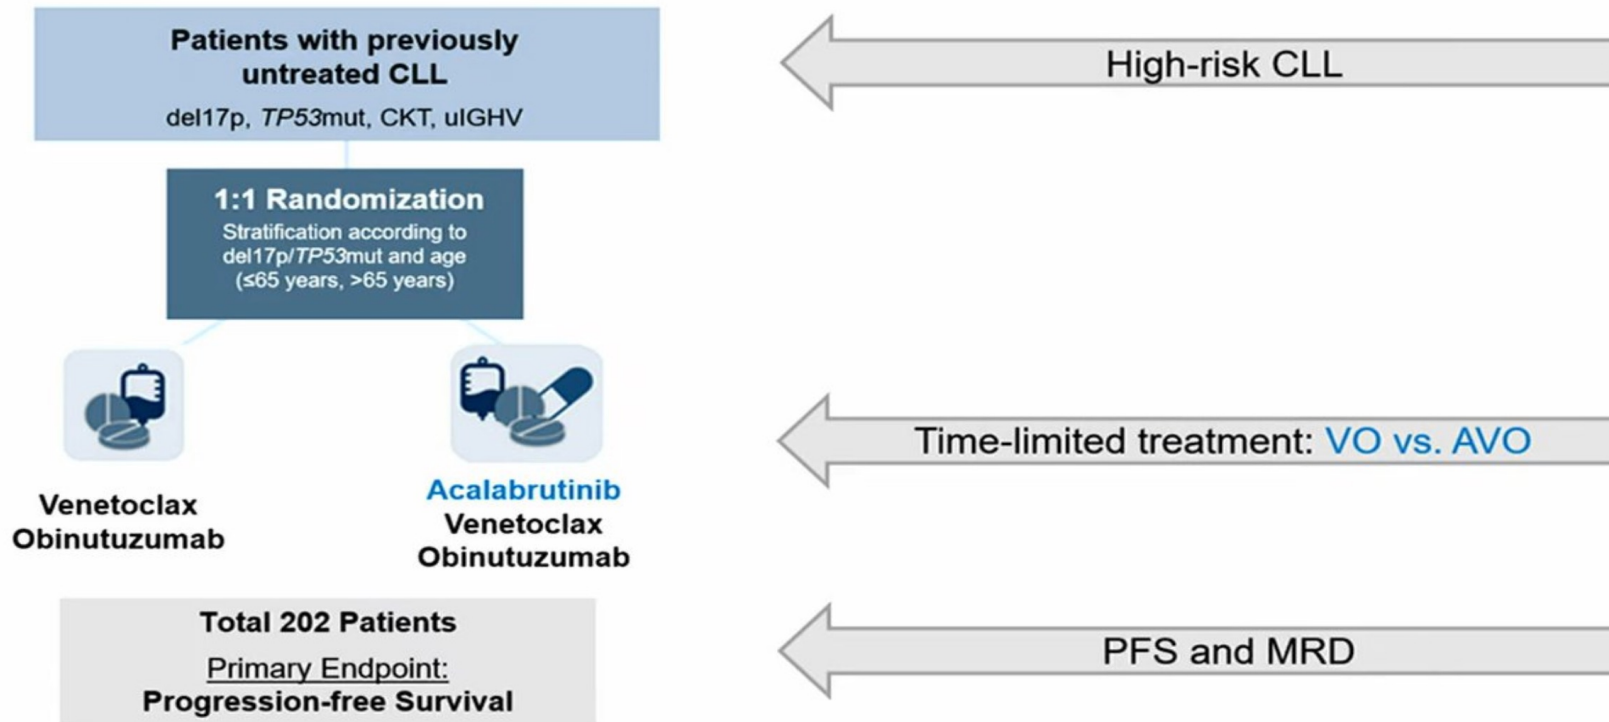 Patients with previously
untreated CLL
del17p, TP53mut, CKT, uIGHV
High-risk CLL
1:1 Randomization
Stratification according to
del17p/TP53mut and age
(≤65 years, >65 years)
Venetoclax
Obinutuzumab
Acalabrutinib
Venetoclax
Obinutuzumab
Time-limited treatment: VO vs. AVO
Total 202 Patients
Primary Endpoint:
Progression-free Survival
PFS and MRD